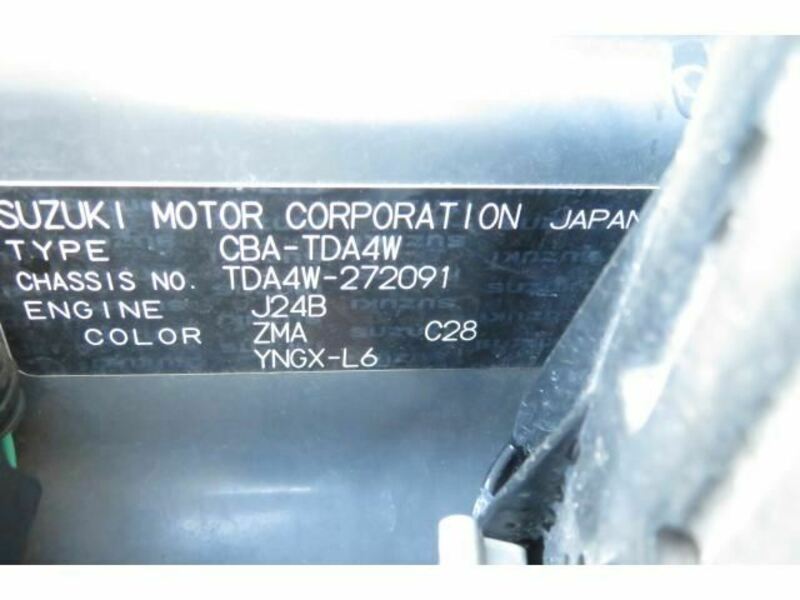 SUZUKI MOTOR CORPORATION JAPAN
TYPE CBA-TDA4W
CHASSIS NO. TDA4W-272091
ENGINE J24B
COLOR ZMA C28
YNGX-L6